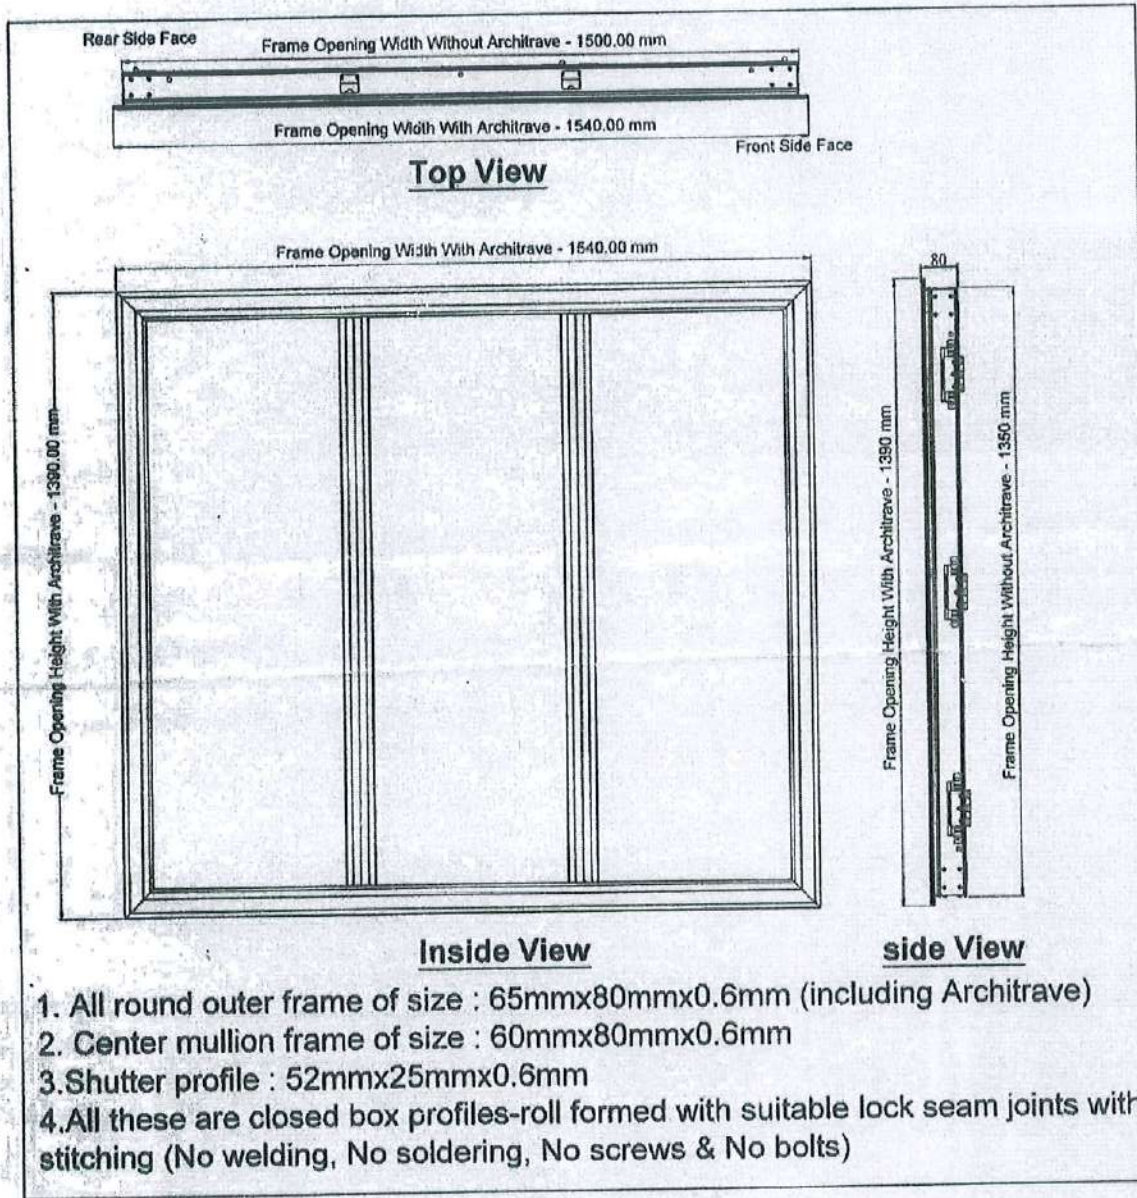 Rear Side Face
Frame Opening Width Without Architrave - 1500.00 mm
Frame Opening Width With Architrave - 1540.00 mm
Front Side Face
Top View
Frame Opening Width With Architrave - 1540.00 mm
80
Frame Opening Height With Architrave - 1390.00 mm
Frame Opening Height With Architrave - 1390 mm
Frame Opening Height Without Architrave - 1350 mm
Inside View
side View
1. All round outer frame of size : 65mmx80mmx0.6mm (including Architrave)
2. Center mullion frame of size : 60mmx80mmx0.6mm
3.Shutter profile : 52mmx25mmx0.6mm
4.All these are closed box profiles-roll formed with suitable lock seam joints with
stitching (No welding, No soldering, No screws & No bolts)